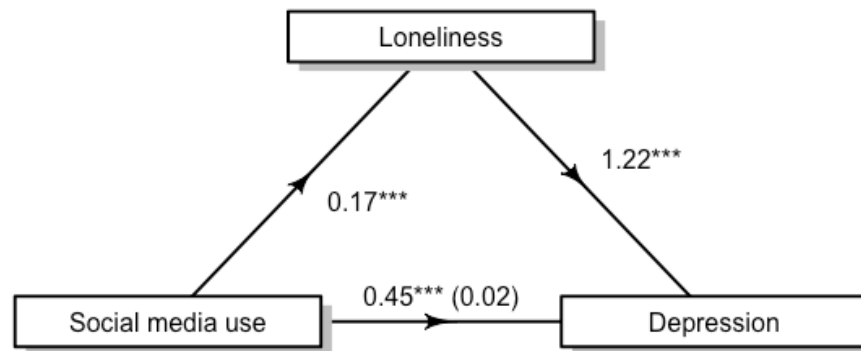 Loneliness
1.22***
0.17***
0.45*** (0.02)
Social media use
Depression